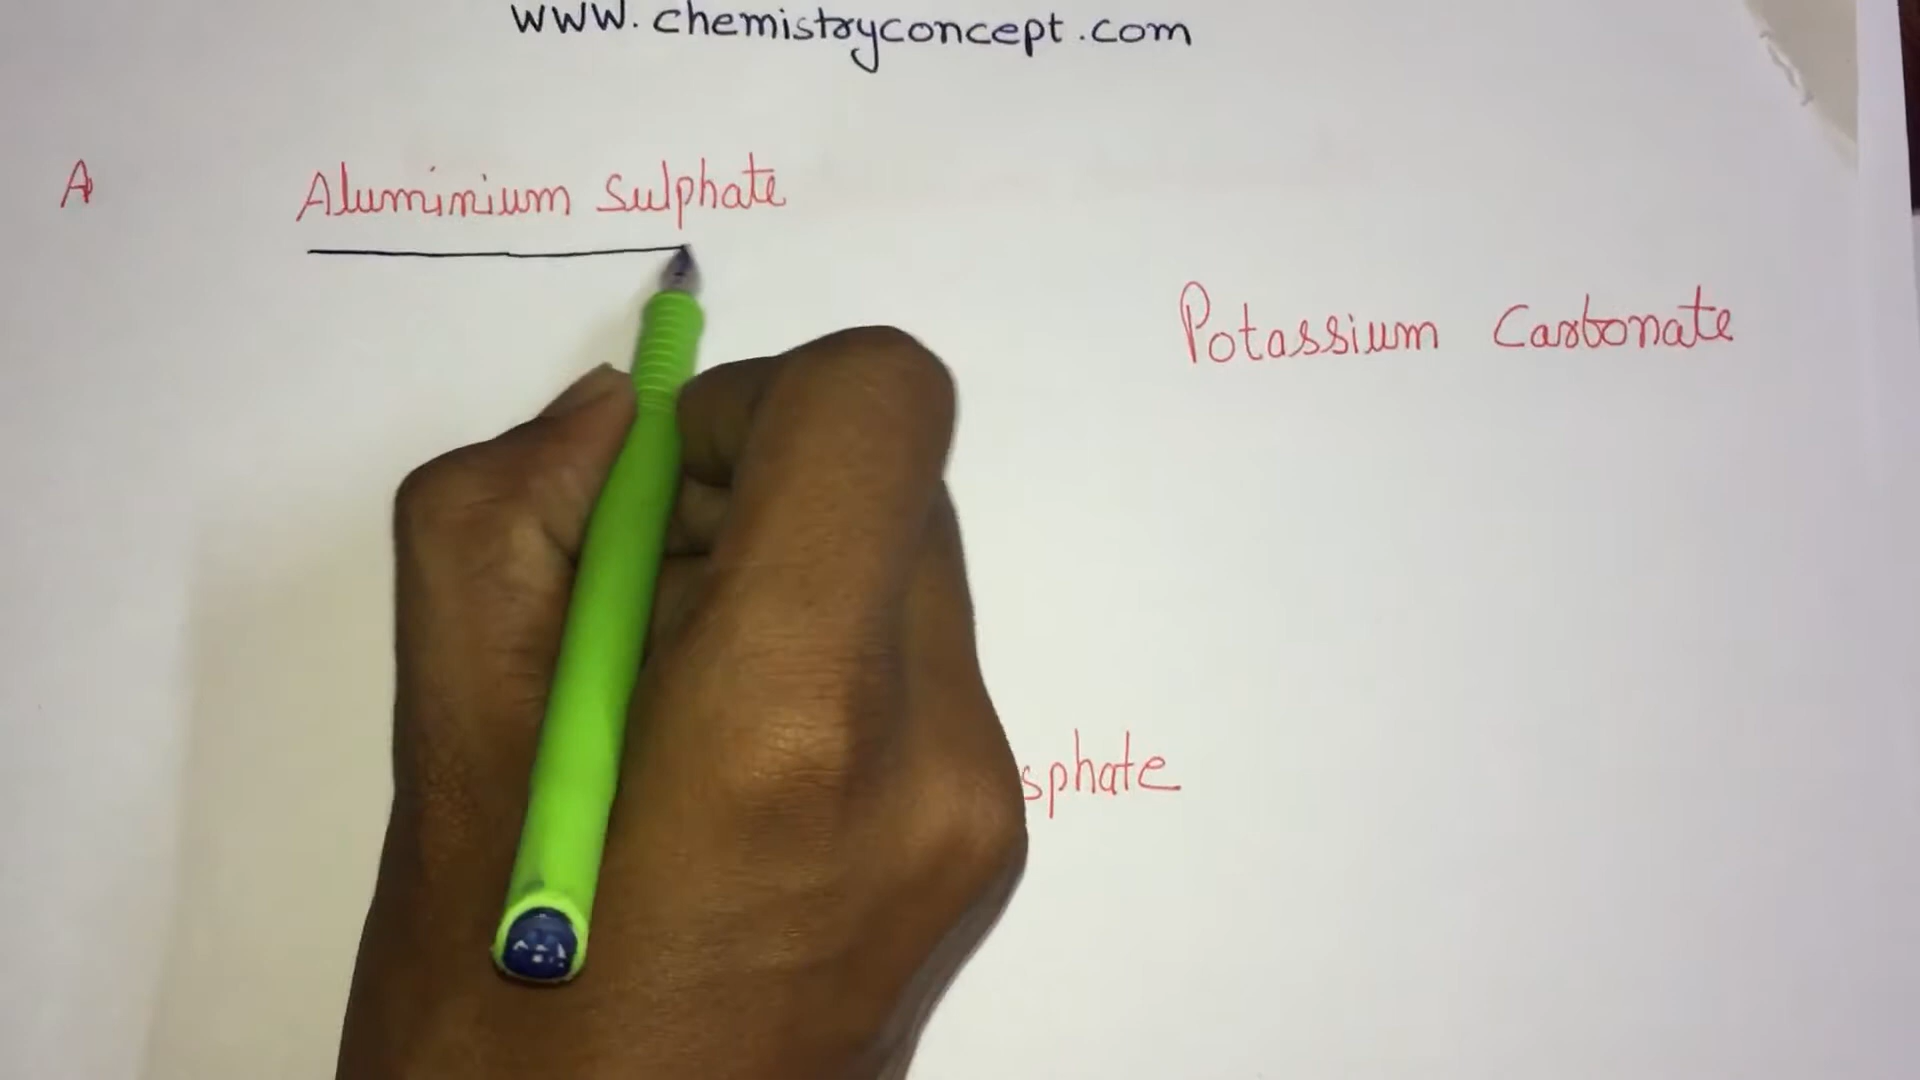 www.chemistryconcept.com
A Aluminium Sulphate
Potassium Carbonate
sphate